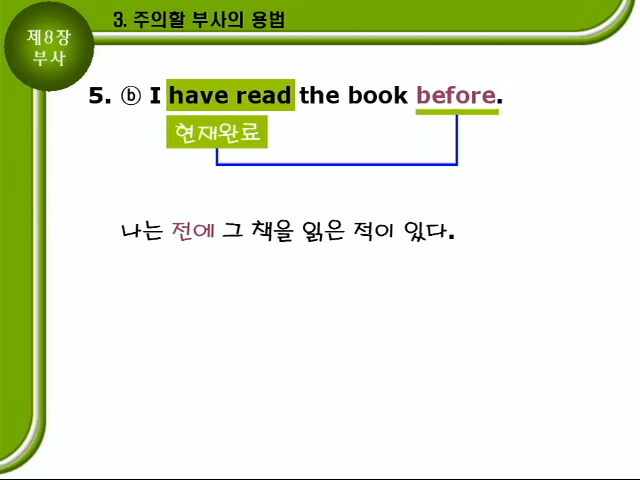 제8장
부사
3. 주의할 부사의 용법
5. ⓑ I have read the book before.
현재완료
나는 전에 그 책을 읽은 적이 있다.